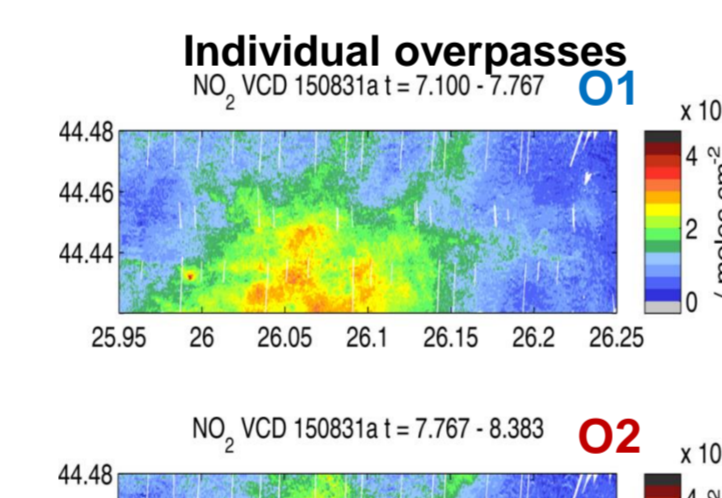 Individual overpasses
NO2 VCD 150831a t = 7.100 - 7.767 O1
x 10
44.48
44.46
44.44
4
2
0
25.95 26 26.05 26.1 26.15 26.2 26.25
NO2 VCD 150831a t = 7.767 - 8.383 O2
x 10
44.48